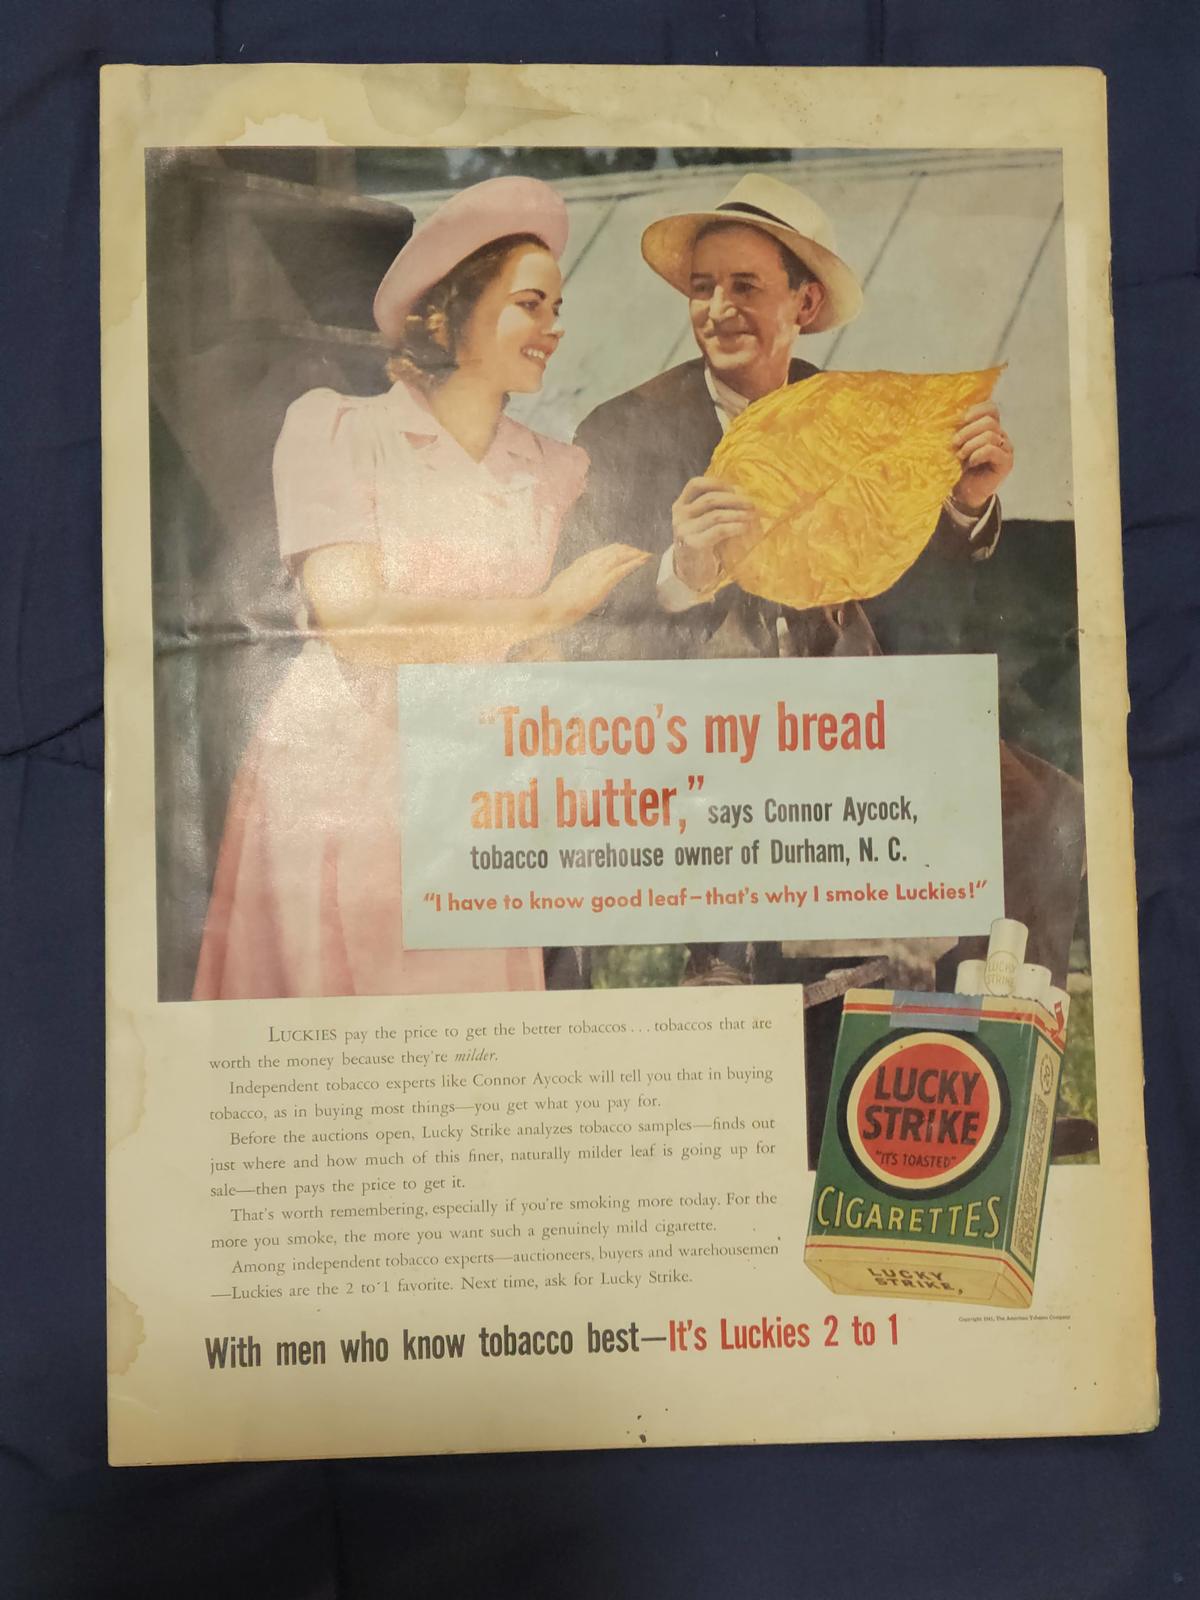 "Tobacco's my bread
and butter," says Connor Aycock,
tobacco warehouse owner of Durham, N. C.
"I have to know good leaf—that's why I smoke Luckies!"
LUCKIES pay the price to get the better tobaccos . . . tobaccos that are
worth the money because they're milder.
Independent tobacco experts like Connor Aycock will tell you that in buying
tobacco, as in buying most things—you get what you pay for.
Before the auctions open, Lucky Strike analyzes tobacco samples—finds out
just where and how much of this finer, naturally milder leaf is going up for
sale—then pays the price to get it.
That's worth remembering, especially if you're smoking more today. For the
more you smoke, the more you want such a genuinely mild cigarette.
Among independent tobacco experts—auctioneers, buyers and warehousemen
—Luckies are the 2 to 1 favorite. Next time, ask for Lucky Strike.
LUCKY
STRIKE
LUCKY
STRIKE
"IT'S TOASTED"
CIGARETTES
LUCKY
STRIKE,
Copyright 1941, The American Tobacco Company
With men who know tobacco best—It's Luckies 2 to 1